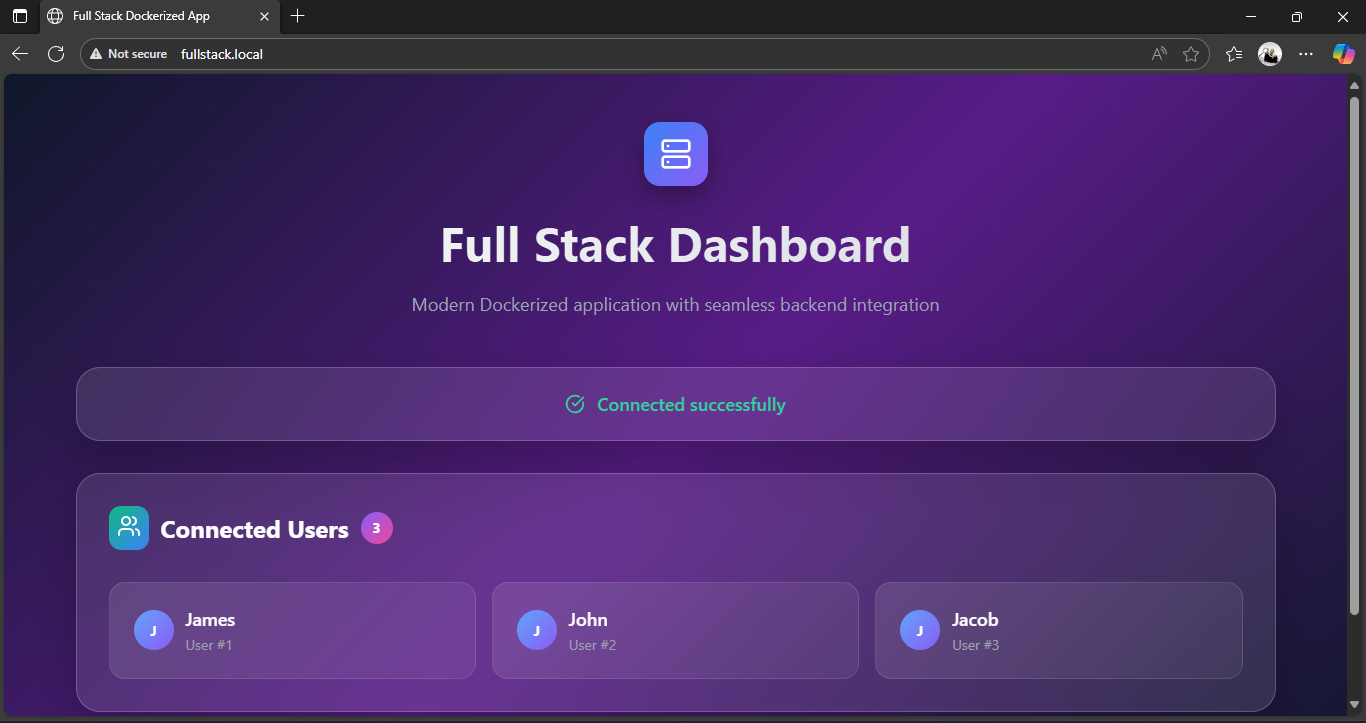 Full Stack Dockerized App
Not secure fullstack.local
Full Stack Dashboard
Modern Dockerized application with seamless backend integration
Connected successfully
Connected Users 3
J James
User #1
J John
User #2
J Jacob
User #3